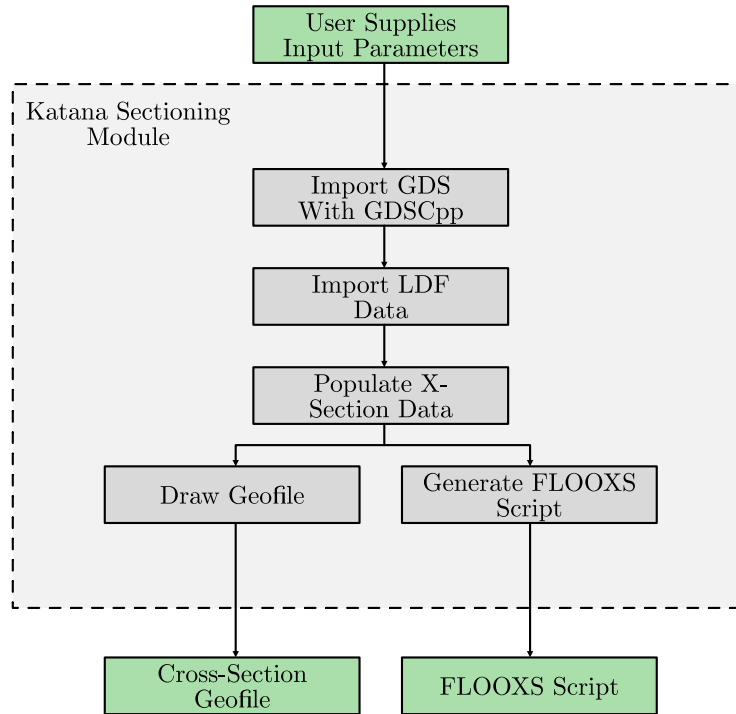 User Supplies
Input Parameters
Katana Sectioning
Module
Import GDS
With GDSCpp
Import LDF
Data
Populate X-
Section Data
Draw Geofile
Generate FLOOXS
Script
Cross-Section
Geofile
FLOOXS Script